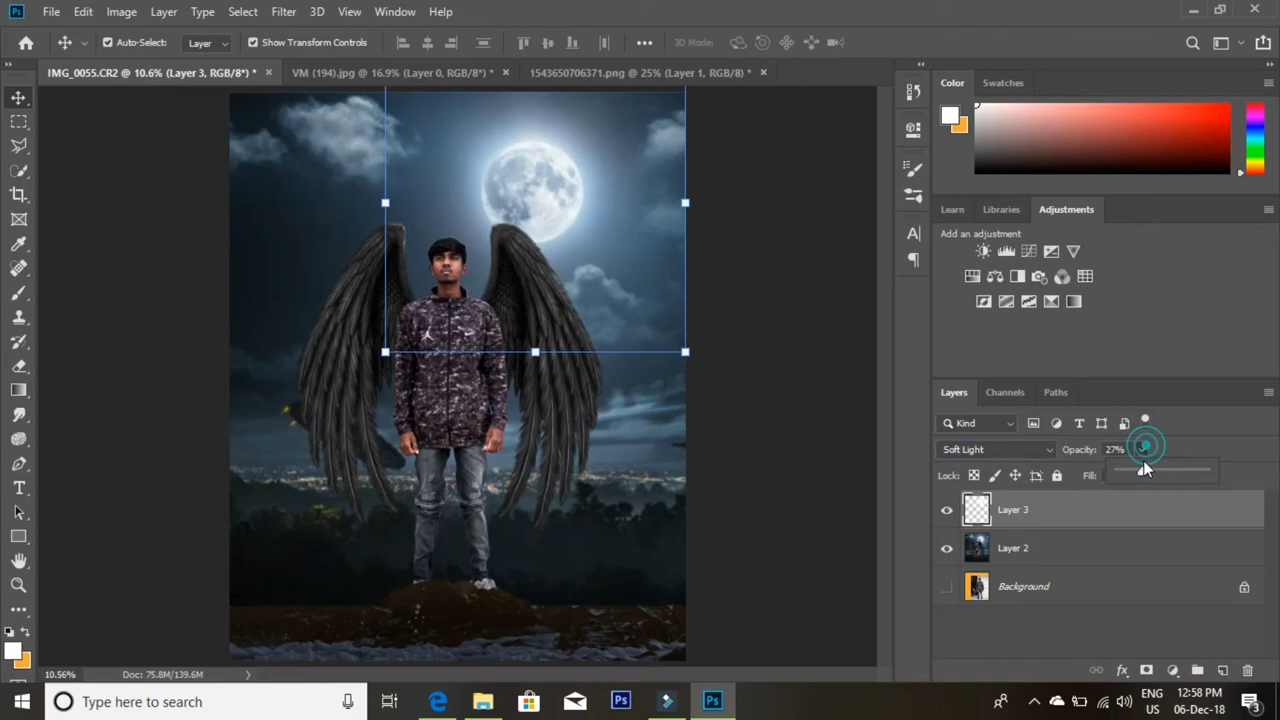 Ps File Edit Image Layer Type Select Filter 3D View Window Help
Auto-Select: Layer Show Transform Controls 3D Mode:
IMG_0055.CR2 @ 10.6% (Layer 3, RGB/8*) * VM (194).jpg @ 16.9% (Layer 0, RGB/8*) * 1543650706371.png @ 25% (Layer 1, RGB/8) *
Color Swatches
Learn Libraries Adjustments
Add an adjustment
Layers Channels Paths
Kind
Soft Light Opacity: 27%
Lock: Fill:
Layer 3
Layer 2
Background
10.56% Doc: 75.8M/139.6M
Type here to search Ps Ps ENG US 12:58 PM 06-Dec-18 3